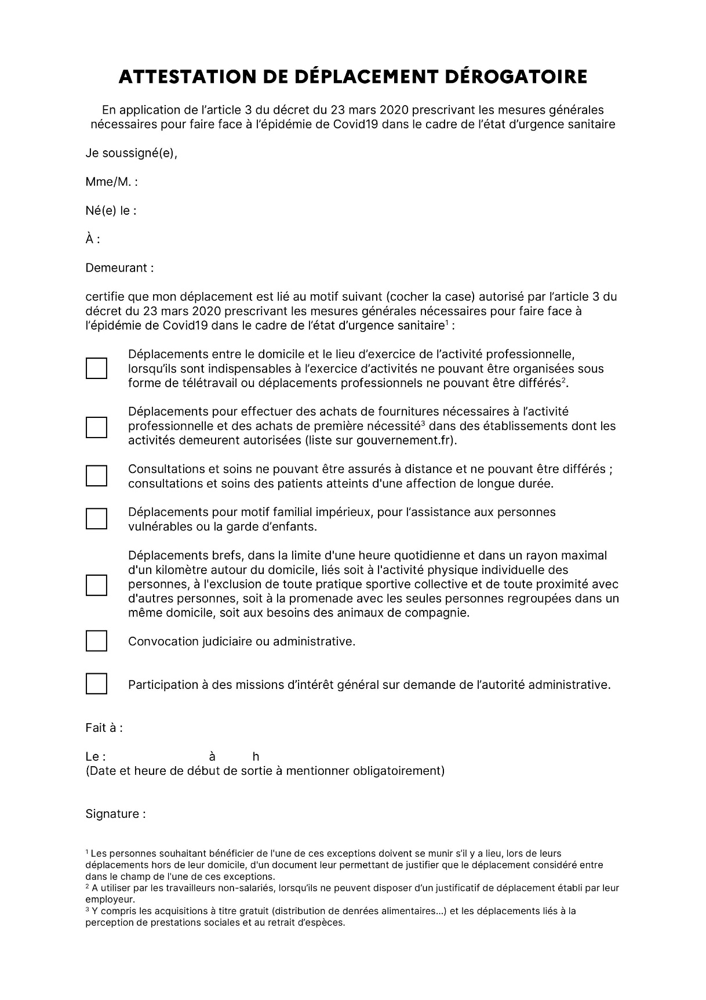 ATTESTATION DE DÉPLACEMENT DÉROGATOIRE
En application de l’article 3 du décret du 23 mars 2020 prescrivant les mesures générales
nécessaires pour faire face à l’épidémie de Covid19 dans le cadre de l’état d’urgence sanitaire
Je soussigné(e),
Mme/M. :
Né(e) le :
À :
Demeurant :
certifie que mon déplacement est lié au motif suivant (cocher la case) autorisé par l’article 3 du
décret du 23 mars 2020 prescrivant les mesures générales nécessaires pour faire face à
l’épidémie de Covid19 dans le cadre de l’état d’urgence sanitaire¹ :
Déplacements entre le domicile et le lieu d’exercice de l’activité professionnelle,
lorsqu’ils sont indispensables à l’exercice d’activités ne pouvant être organisées sous
forme de télétravail ou déplacements professionnels ne pouvant être différés².
Déplacements pour effectuer des achats de fournitures nécessaires à l’activité
professionnelle et des achats de première nécessité³ dans des établissements dont les
activités demeurent autorisées (liste sur gouvernement.fr).
Consultations et soins ne pouvant être assurés à distance et ne pouvant être différés ;
consultations et soins des patients atteints d'une affection de longue durée.
Déplacements pour motif familial impérieux, pour l’assistance aux personnes
vulnérables ou la garde d’enfants.
Déplacements brefs, dans la limite d'une heure quotidienne et dans un rayon maximal
d'un kilomètre autour du domicile, liés soit à l'activité physique individuelle des
personnes, à l'exclusion de toute pratique sportive collective et de toute proximité avec
d'autres personnes, soit à la promenade avec les seules personnes regroupées dans un
même domicile, soit aux besoins des animaux de compagnie.
Convocation judiciaire ou administrative.
Participation à des missions d’intérêt général sur demande de l’autorité administrative.
Fait à :
Le : à h
(Date et heure de début de sortie à mentionner obligatoirement)
Signature :
¹ Les personnes souhaitant bénéficier de l'une de ces exceptions doivent se munir s’il y a lieu, lors de leurs
déplacements hors de leur domicile, d'un document leur permettant de justifier que le déplacement considéré entre
dans le champ de l'une de ces exceptions.
² A utiliser par les travailleurs non-salariés, lorsqu’ils ne peuvent disposer d’un justificatif de déplacement établi par leur
employeur.
³ Y compris les acquisitions à titre gratuit (distribution de denrées alimentaires…) et les déplacements liés à la
perception de prestations sociales et au retrait d’espèces.